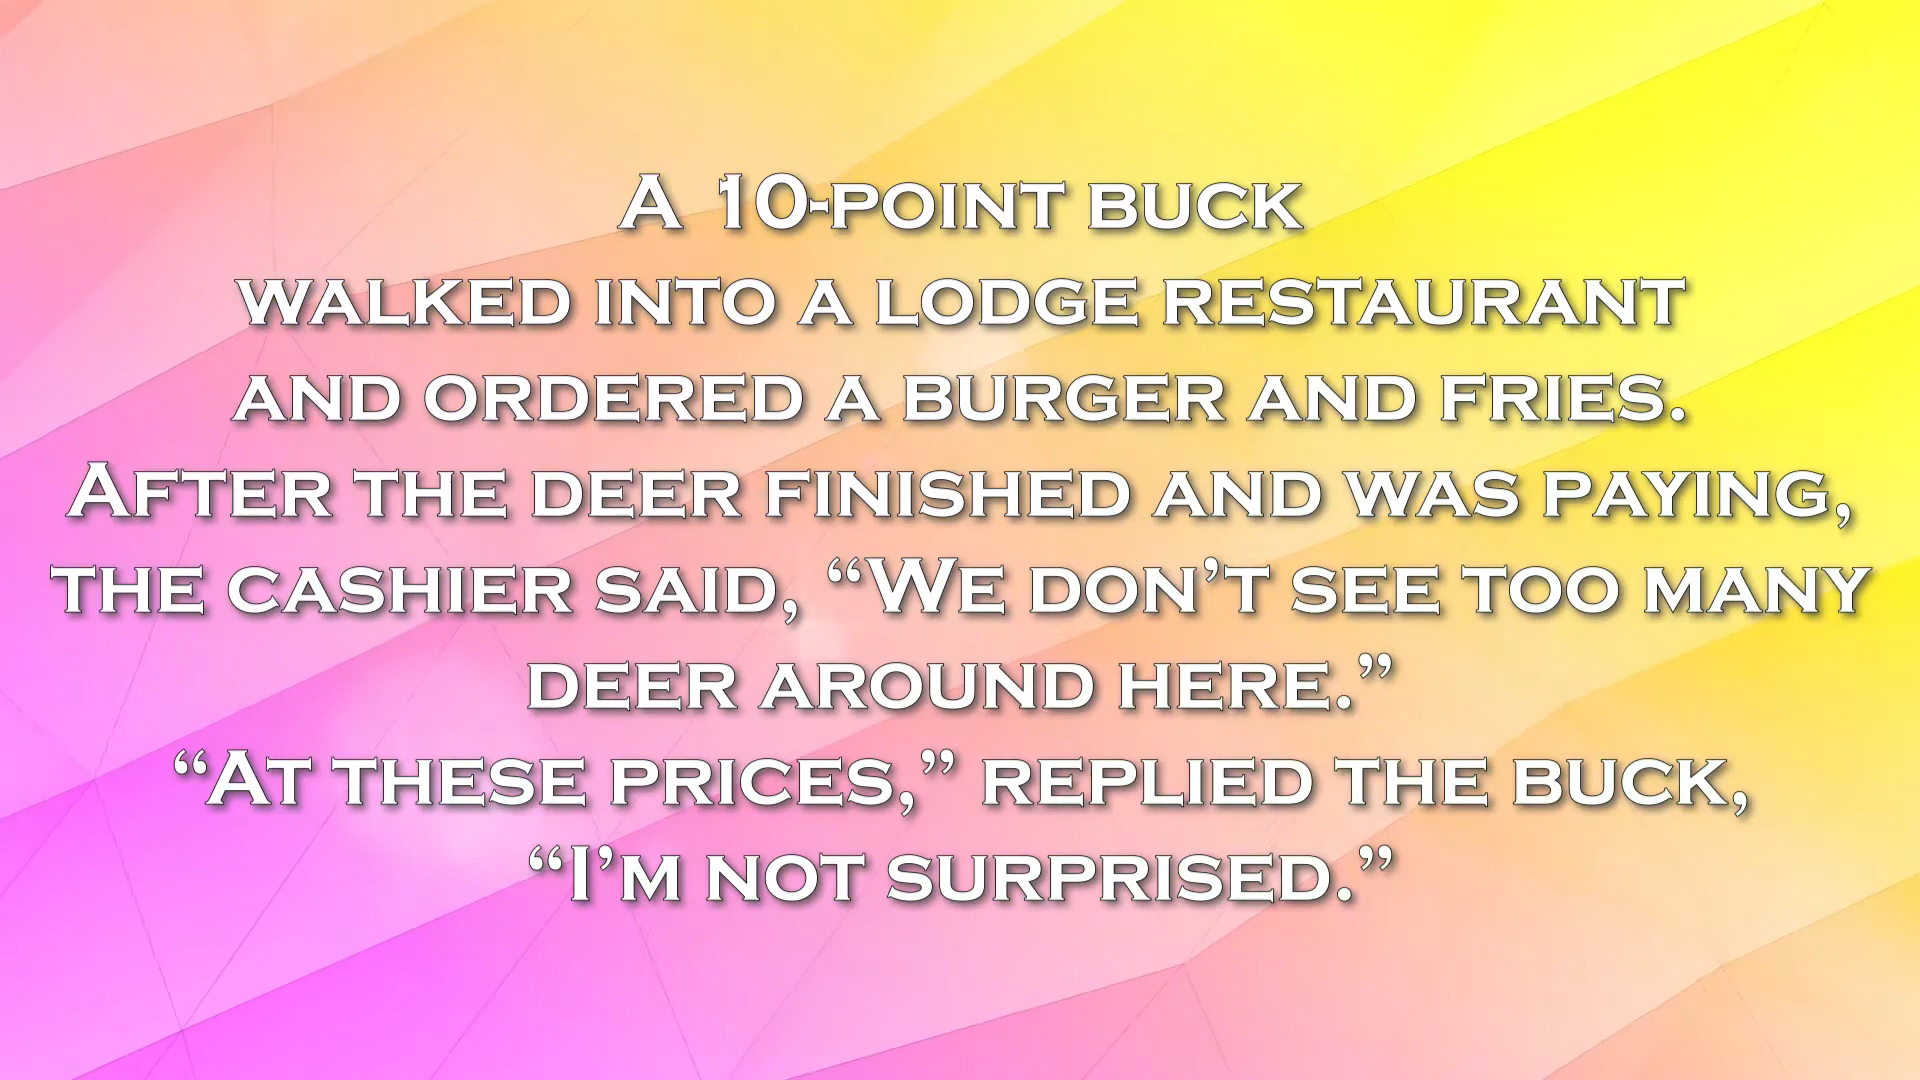 A 10-POINT BUCK
WALKED INTO A LODGE RESTAURANT
AND ORDERED A BURGER AND FRIES.
AFTER THE DEER FINISHED AND WAS PAYING,
THE CASHIER SAID, “WE DON’T SEE TOO MANY
DEER AROUND HERE.”
“AT THESE PRICES,” REPLIED THE BUCK,
“I’M NOT SURPRISED.”